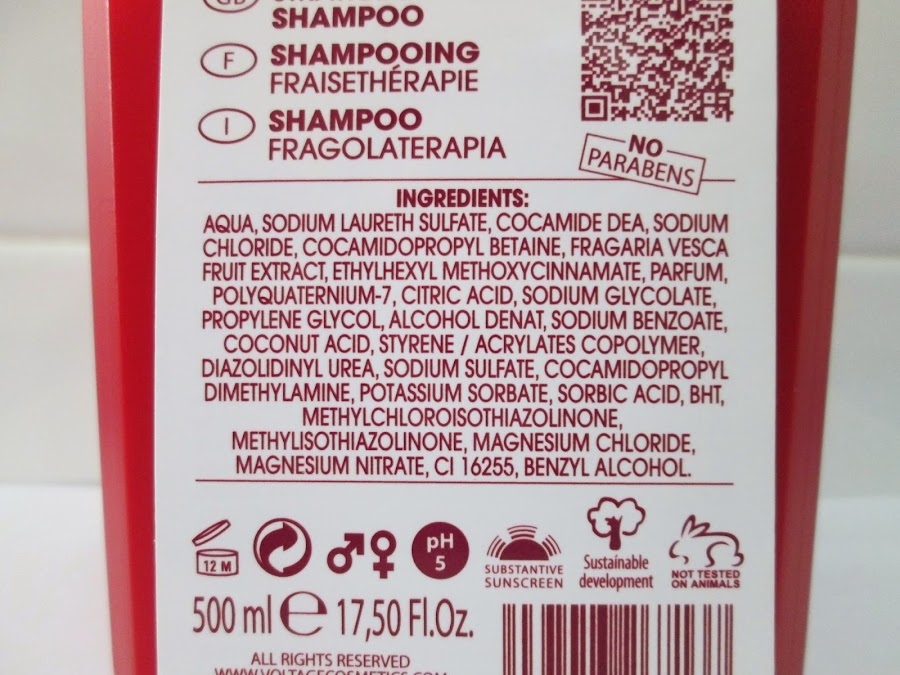 GB
SHAMPOO
F SHAMPOOING
FRAISETHÉRAPIE
I SHAMPOO
FRAGOLATERAPIA
NO
PARABENS
INGREDIENTS:
AQUA, SODIUM LAURETH SULFATE, COCAMIDE DEA, SODIUM
CHLORIDE, COCAMIDOPROPYL BETAINE, FRAGARIA VESCA
FRUIT EXTRACT, ETHYLHEXYL METHOXYCINNAMATE, PARFUM,
POLYQUATERNIUM-7, CITRIC ACID, SODIUM GLYCOLATE,
PROPYLENE GLYCOL, ALCOHOL DENAT, SODIUM BENZOATE,
COCONUT ACID, STYRENE / ACRYLATES COPOLYMER,
DIAZOLIDINYL UREA, SODIUM SULFATE, COCAMIDOPROPYL
DIMETHYLAMINE, POTASSIUM SORBATE, SORBIC ACID, BHT,
METHYLCHLOROISOTHIAZOLINONE,
METHYLISOTHIAZOLINONE, MAGNESIUM CHLORIDE,
MAGNESIUM NITRATE, CI 16255, BENZYL ALCOHOL.
12 M
pH
5
SUBSTANTIVE
SUNSCREEN
Sustainable
development
NOT TESTED
ON ANIMALS
500 ml e 17,50 Fl.Oz.
ALL RIGHTS RESERVED
WWW.VOLTAGECOSMETICS.COM